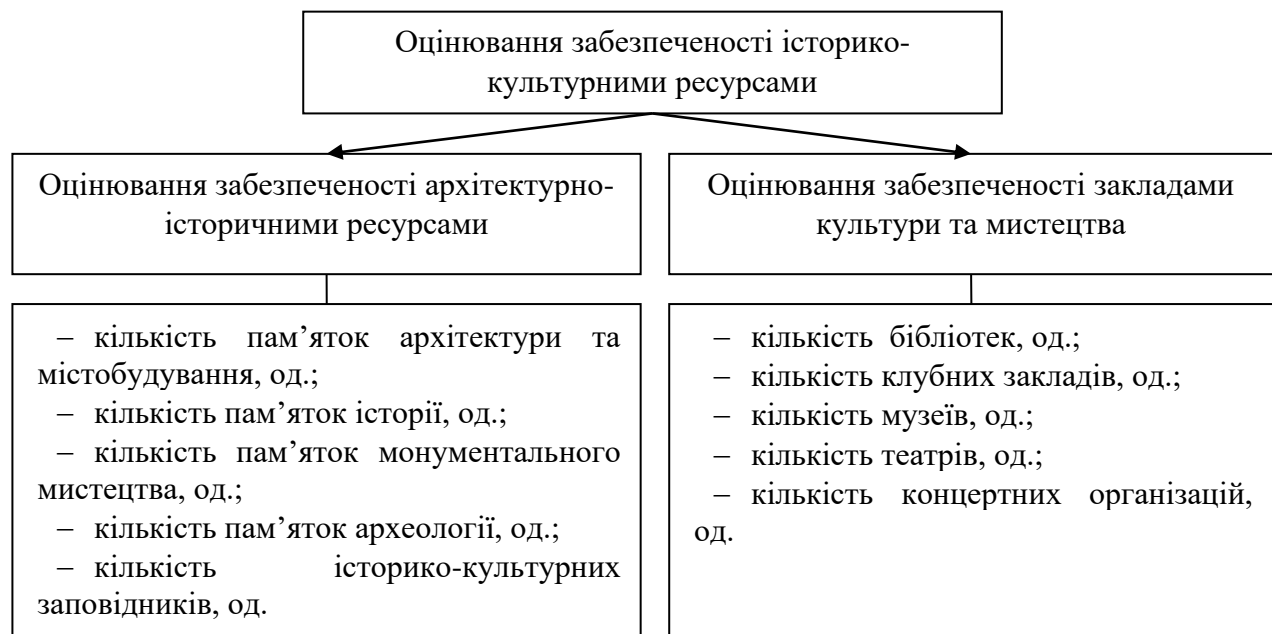 Оцінювання забезпеченості історико-
культурними ресурсами
Оцінювання забезпеченості архітектурно-
історичними ресурсами
Оцінювання забезпеченості закладами
культури та мистецтва
– кількість пам’яток архітектури та
містобудування, од.;
– кількість пам’яток історії, од.;
– кількість пам’яток монументального
мистецтва, од.;
– кількість пам’яток археології, од.;
– кількість історико-культурних
заповідників, од.
– кількість бібліотек, од.;
– кількість клубних закладів, од.;
– кількість музеїв, од.;
– кількість театрів, од.;
– кількість концертних організацій,
од.